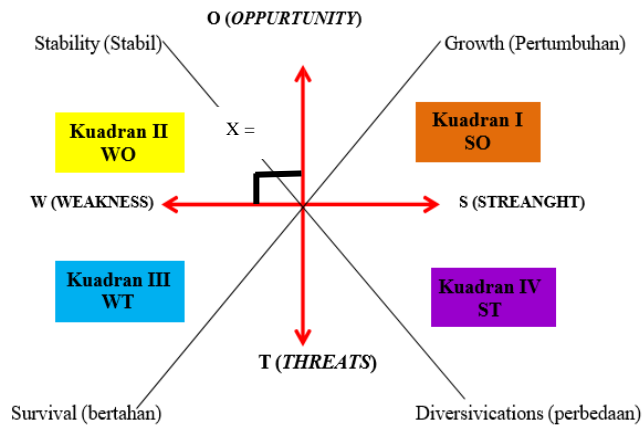 O (OPPURTUNITY)
Stability (Stabil)
Growth (Pertumbuhan)
Kuadran II
WO
X =
Kuadran I
SO
W (WEAKNESS)
S (STREANGHT)
Kuadran III
WT
Kuadran IV
ST
T (THREATS)
Survival (bertahan)
Diversivications (perbedaan)